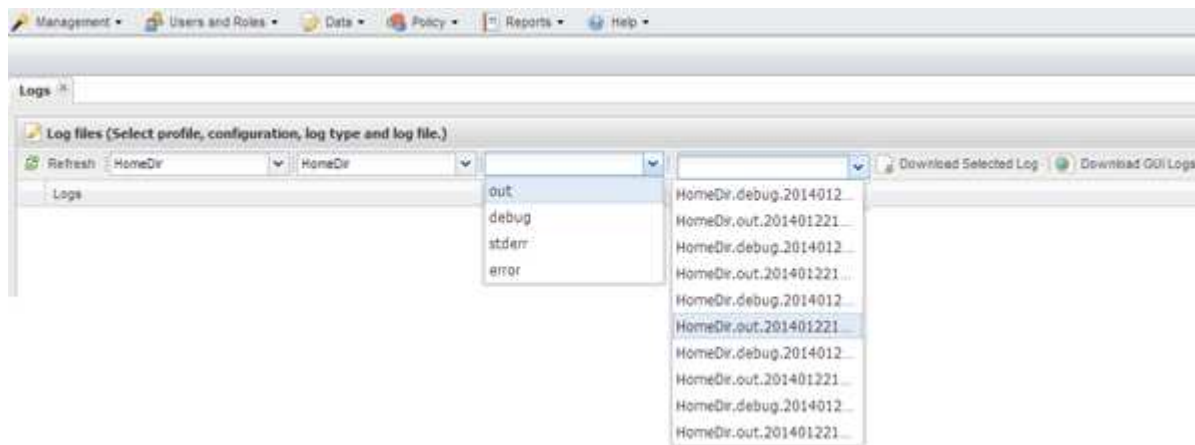 Management Users and Roles Data Policy Reports Help
Logs
Log files (Select profile, configuration, log type and log file.)
Refresh HomeDir HomeDir Download Selected Log Download GUI Logs
Logs
out
debug
stderr
error
HomeDir.debug.2014012...
HomeDir.out.201401221...
HomeDir.debug.2014012...
HomeDir.out.201401221...
HomeDir.debug.2014012...
HomeDir.out.201401221...
HomeDir.debug.2014012...
HomeDir.out.201401221...
HomeDir.debug.2014012...
HomeDir.out.201401221...